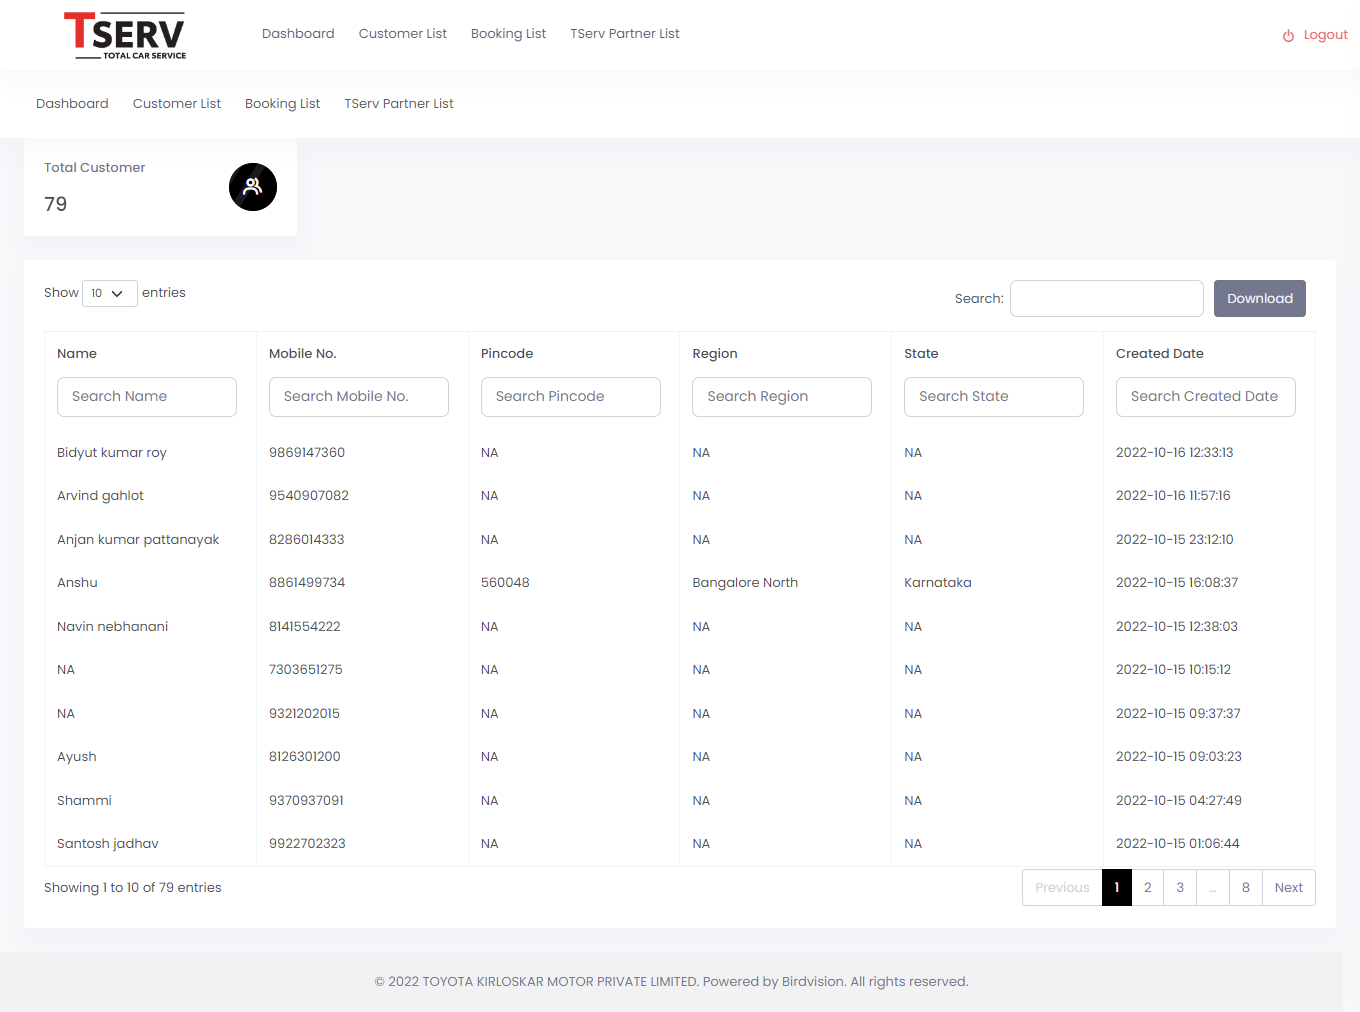 TSERV
TOTAL CAR SERVICE
Dashboard Customer List Booking List TServ Partner List Logout
Dashboard Customer List Booking List TServ Partner List
Total Customer
79
Show 10 entries Search: Download
Name Mobile No. Pincode Region State Created Date
Search Name Search Mobile No. Search Pincode Search Region Search State Search Created Date
Bidyut kumar roy 9869147360 NA NA NA 2022-10-16 12:33:13
Arvind gahlot 9540907082 NA NA NA 2022-10-16 11:57:16
Anjan kumar pattanayak 8286014333 NA NA NA 2022-10-15 23:12:10
Anshu 8861499734 560048 Bangalore North Karnataka 2022-10-15 16:08:37
Navin nebhanani 8141554222 NA NA NA 2022-10-15 12:38:03
NA 7303651275 NA NA NA 2022-10-15 10:15:12
NA 9321202015 NA NA NA 2022-10-15 09:37:37
Ayush 8126301200 NA NA NA 2022-10-15 09:03:23
Shammi 9370937091 NA NA NA 2022-10-15 04:27:49
Santosh jadhav 9922702323 NA NA NA 2022-10-15 01:06:44
Showing 1 to 10 of 79 entries Previous 1 2 3 … 8 Next
© 2022 TOYOTA KIRLOSKAR MOTOR PRIVATE LIMITED. Powered by Birdvision. All rights reserved.